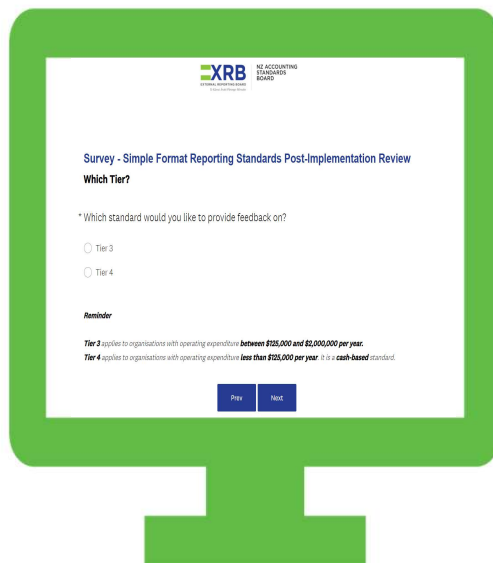 XRB
EXTERNAL REPORTING BOARD
NZ ACCOUNTING
STANDARDS
BOARD
Survey - Simple Format Reporting Standards Post-Implementation Review
Which Tier?
* Which standard would you like to provide feedback on?
Tier 3
Tier 4
Reminder
Tier 3 applies to organisations with operating expenditure between $125,000 and $2,000,000 per year.
Tier 4 applies to organisations with operating expenditure less than $125,000 per year. It is a cash-based standard.
Prev
Next